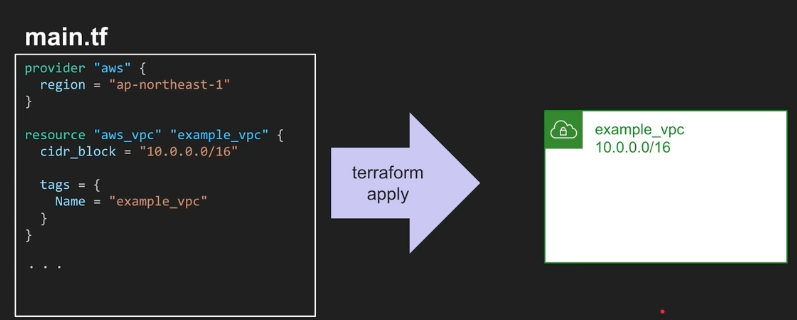 main.tf
provider "aws" {
  region = "ap-northeast-1"
}
resource "aws_vpc" "example_vpc" {
  cidr_block = "10.0.0.0/16"
  tags = {
    Name = "example_vpc"
  }
}
. . .
terraform
apply
example_vpc
10.0.0.0/16